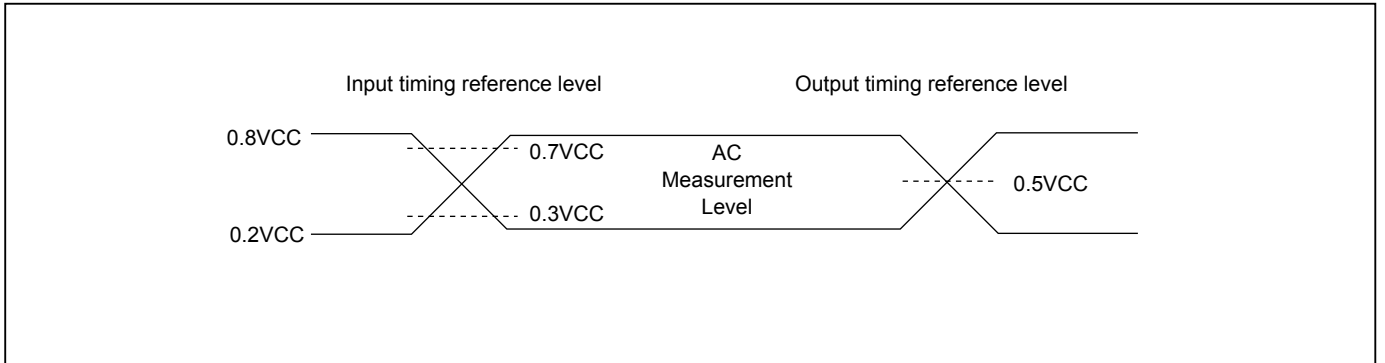 Input timing reference level
Output timing reference level
0.8VCC
0.7VCC
AC
Measurement
Level
0.5VCC
0.3VCC
0.2VCC